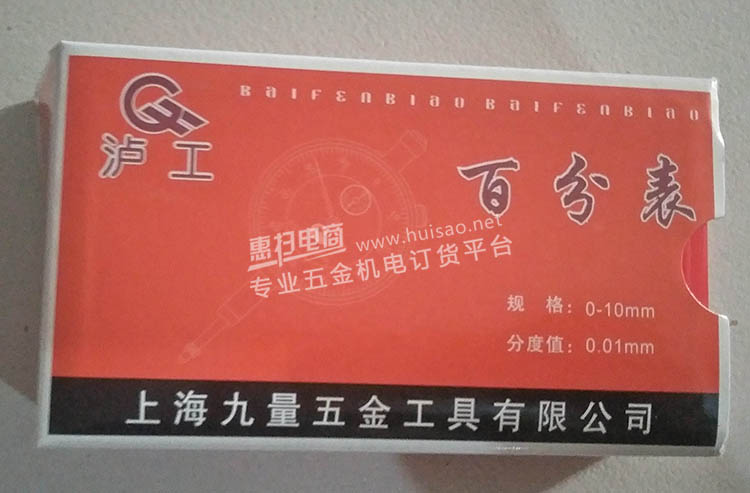 BaIFENBIAO BaIFENBIAO
泸工
百分表
惠扫电商 www.huisao.net
专业五金机电订货平台
规 格: 0-10mm
分度值: 0.01mm
上海九量五金工具有限公司